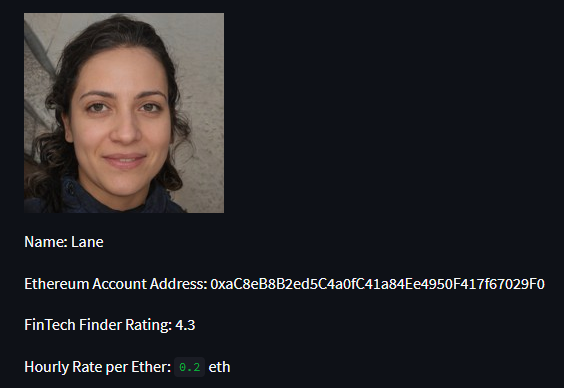 Name: Lane
Ethereum Account Address: 0xaC8eB8B2ed5C4a0fC41a84Ee4950F417f67029F0
FinTech Finder Rating: 4.3
Hourly Rate per Ether: 0.2 eth